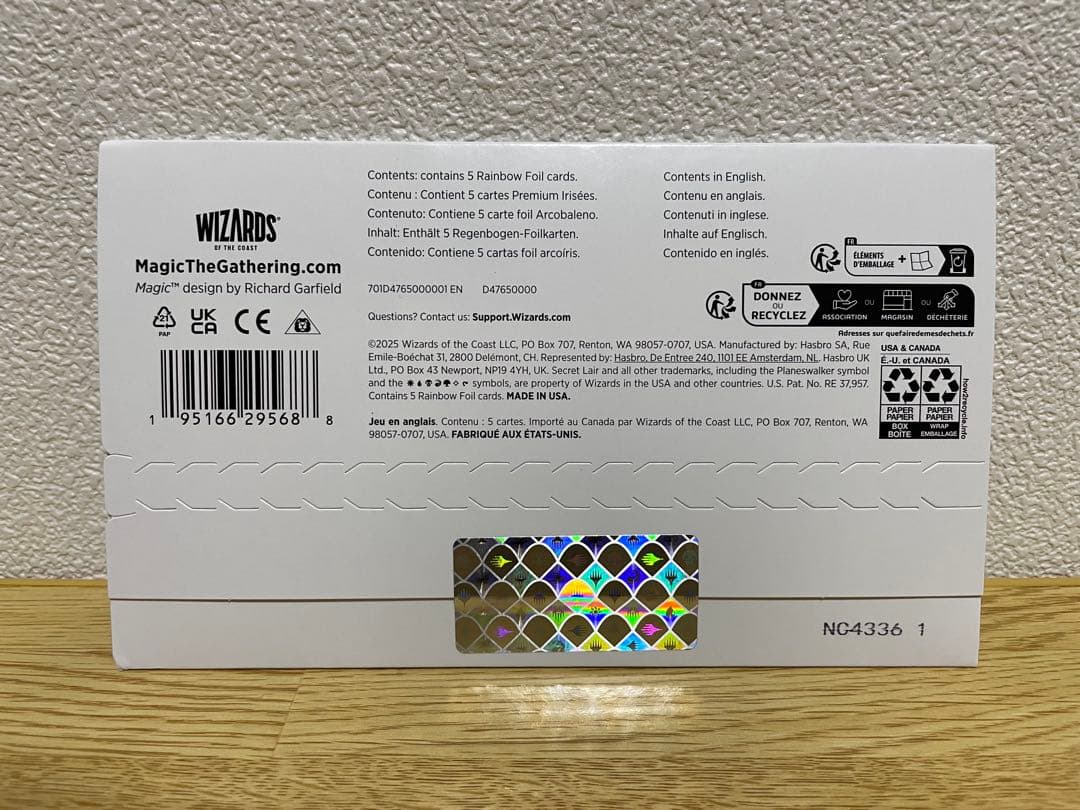 Contents: contains 5 Rainbow Foil cards.
Contenu : Contient 5 cartes Premium Irisées.
Contenuto: Contiene 5 carte foil Arcobaleno.
Inhalt: Enthält 5 Regenbogen-Foilkarten.
Contenido: Contiene 5 cartas foil arcoíris.
Contents in English.
Contenu en anglais.
Contenuti in inglese.
Inhalte auf Englisch.
Contenido en inglés.
WIZARDS
OF THE COAST
MagicTheGathering.com
Magic™ design by Richard Garfield
21
PAP
UK
CA
CE
1 95166 29568 8
701D4765000001 EN D47650000
Questions? Contact us: Support.Wizards.com
©2025 Wizards of the Coast LLC, PO Box 707, Renton, WA 98057-0707, USA. Manufactured by: Hasbro SA, Rue
Emile-Boéchat 31, 2800 Delémont, CH. Represented by: Hasbro, De Entree 240, 1101 EE Amsterdam, NL. Hasbro UK
Ltd., PO Box 43 Newport, NP19 4YH, UK. Secret Lair and all other trademarks, including the Planeswalker symbol
and the symbols, are property of Wizards in the USA and other countries. U.S. Pat. No. RE 37,957.
Contains 5 Rainbow Foil cards. MADE IN USA.
Jeu en anglais. Contenu : 5 cartes. Importé au Canada par Wizards of the Coast LLC, PO Box 707, Renton, WA
98057-0707, USA. FABRIQUÉ AUX ÉTATS-UNIS.
FR
ÉLÉMENTS
D'EMBALLAGE +
FR
DONNEZ
OU
RECYCLEZ
ASSOCIATION OU MAGASIN OU DÉCHÈTERIE
Adresses sur quefairedemesdechets.fr
USA & CANADA
É.-U. et CANADA
PAPER PAPER
PAPIER PAPIER
BOX WRAP
BOÎTE EMBALLAGE
how2recycle.info
NC4336 1